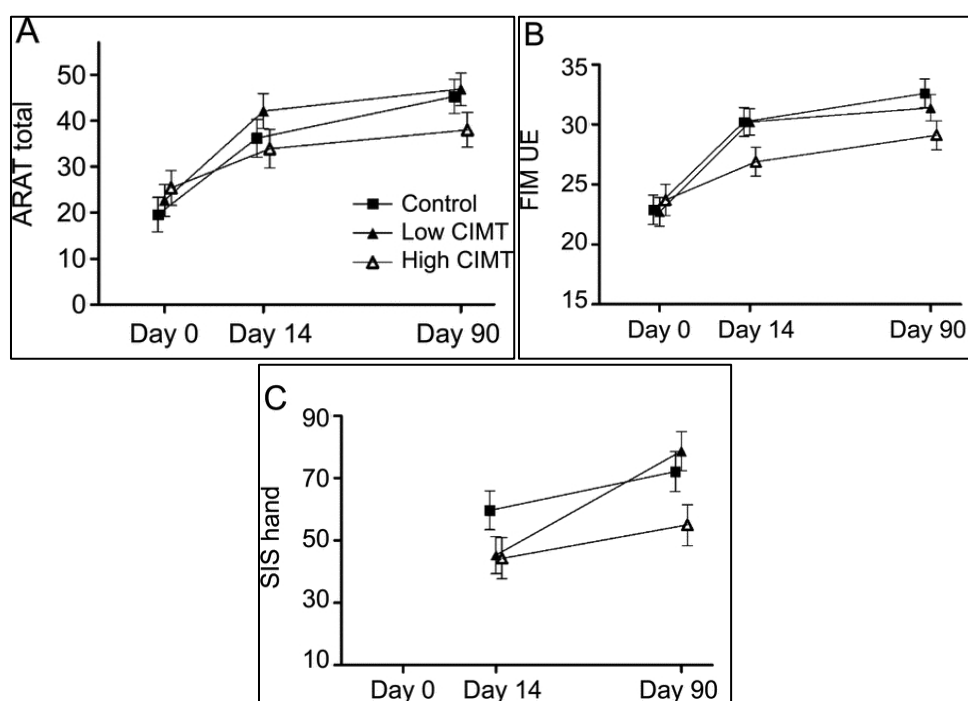 A
ARAT total
50
40
30
20
10
0
Control
Low CIMT
High CIMT
Day 0 Day 14 Day 90
B
FIM UE
35
30
25
20
15
Day 0 Day 14 Day 90
C
SIS hand
90
70
50
30
10
Day 0 Day 14 Day 90